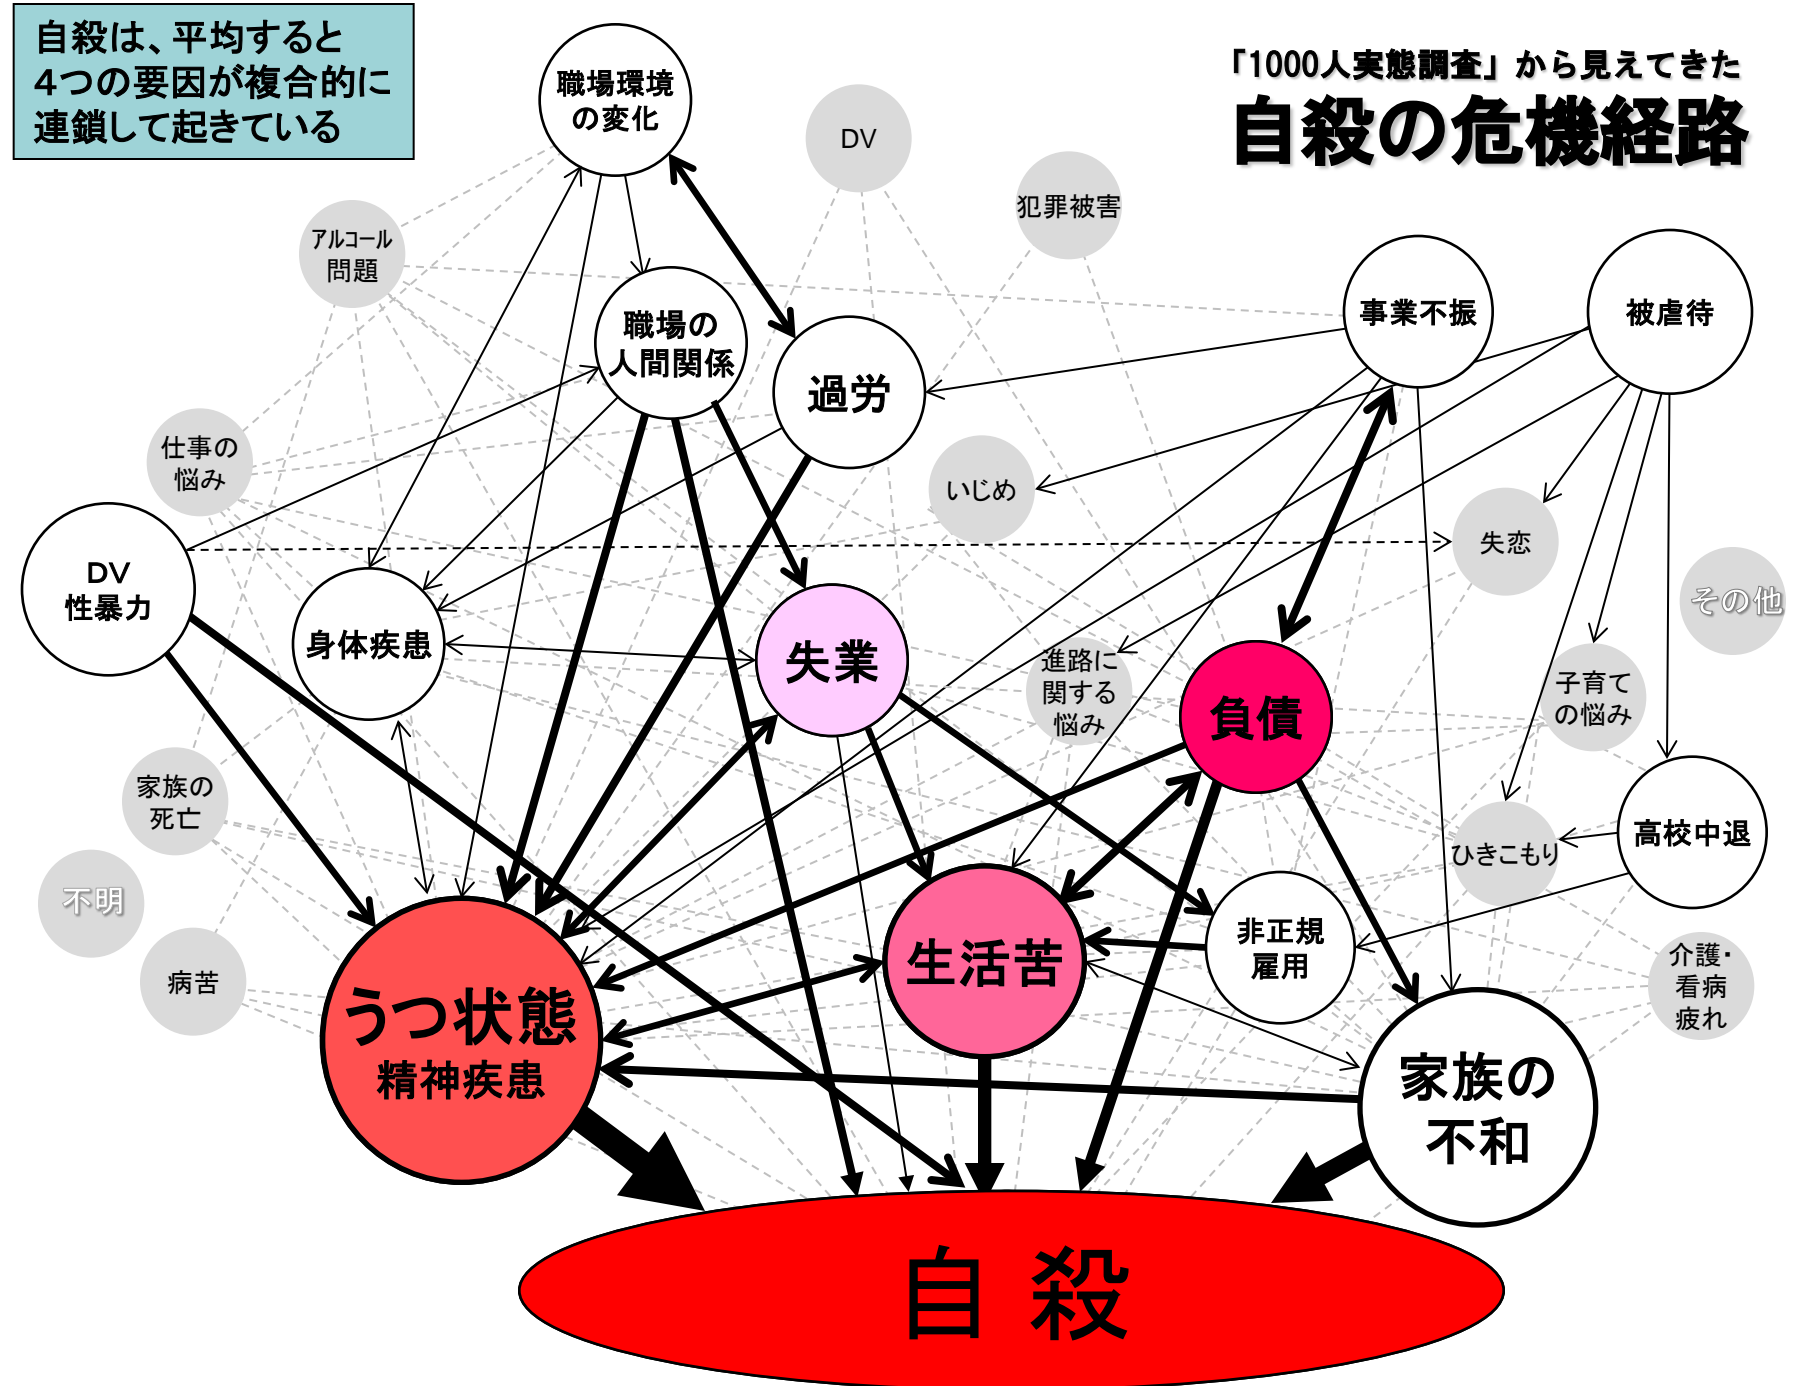 自殺は、平均すると
４つの要因が複合的に
連鎖して起きている
「1000人実態調査」から見えてきた
自殺の危機経路
職場環境
の変化
DV
犯罪被害
アルコール
問題
職場の
人間関係
過労
事業不振
被虐待
仕事の
悩み
いじめ
失恋
その他
ＤＶ
性暴力
身体疾患
失業
進路に
関する
悩み
負債
子育て
の悩み
家族の
死亡
ひきこもり
高校中退
不明
病苦
生活苦
非正規
雇用
介護・
看病
疲れ
うつ状態
精神疾患
家族の
不和
自 殺